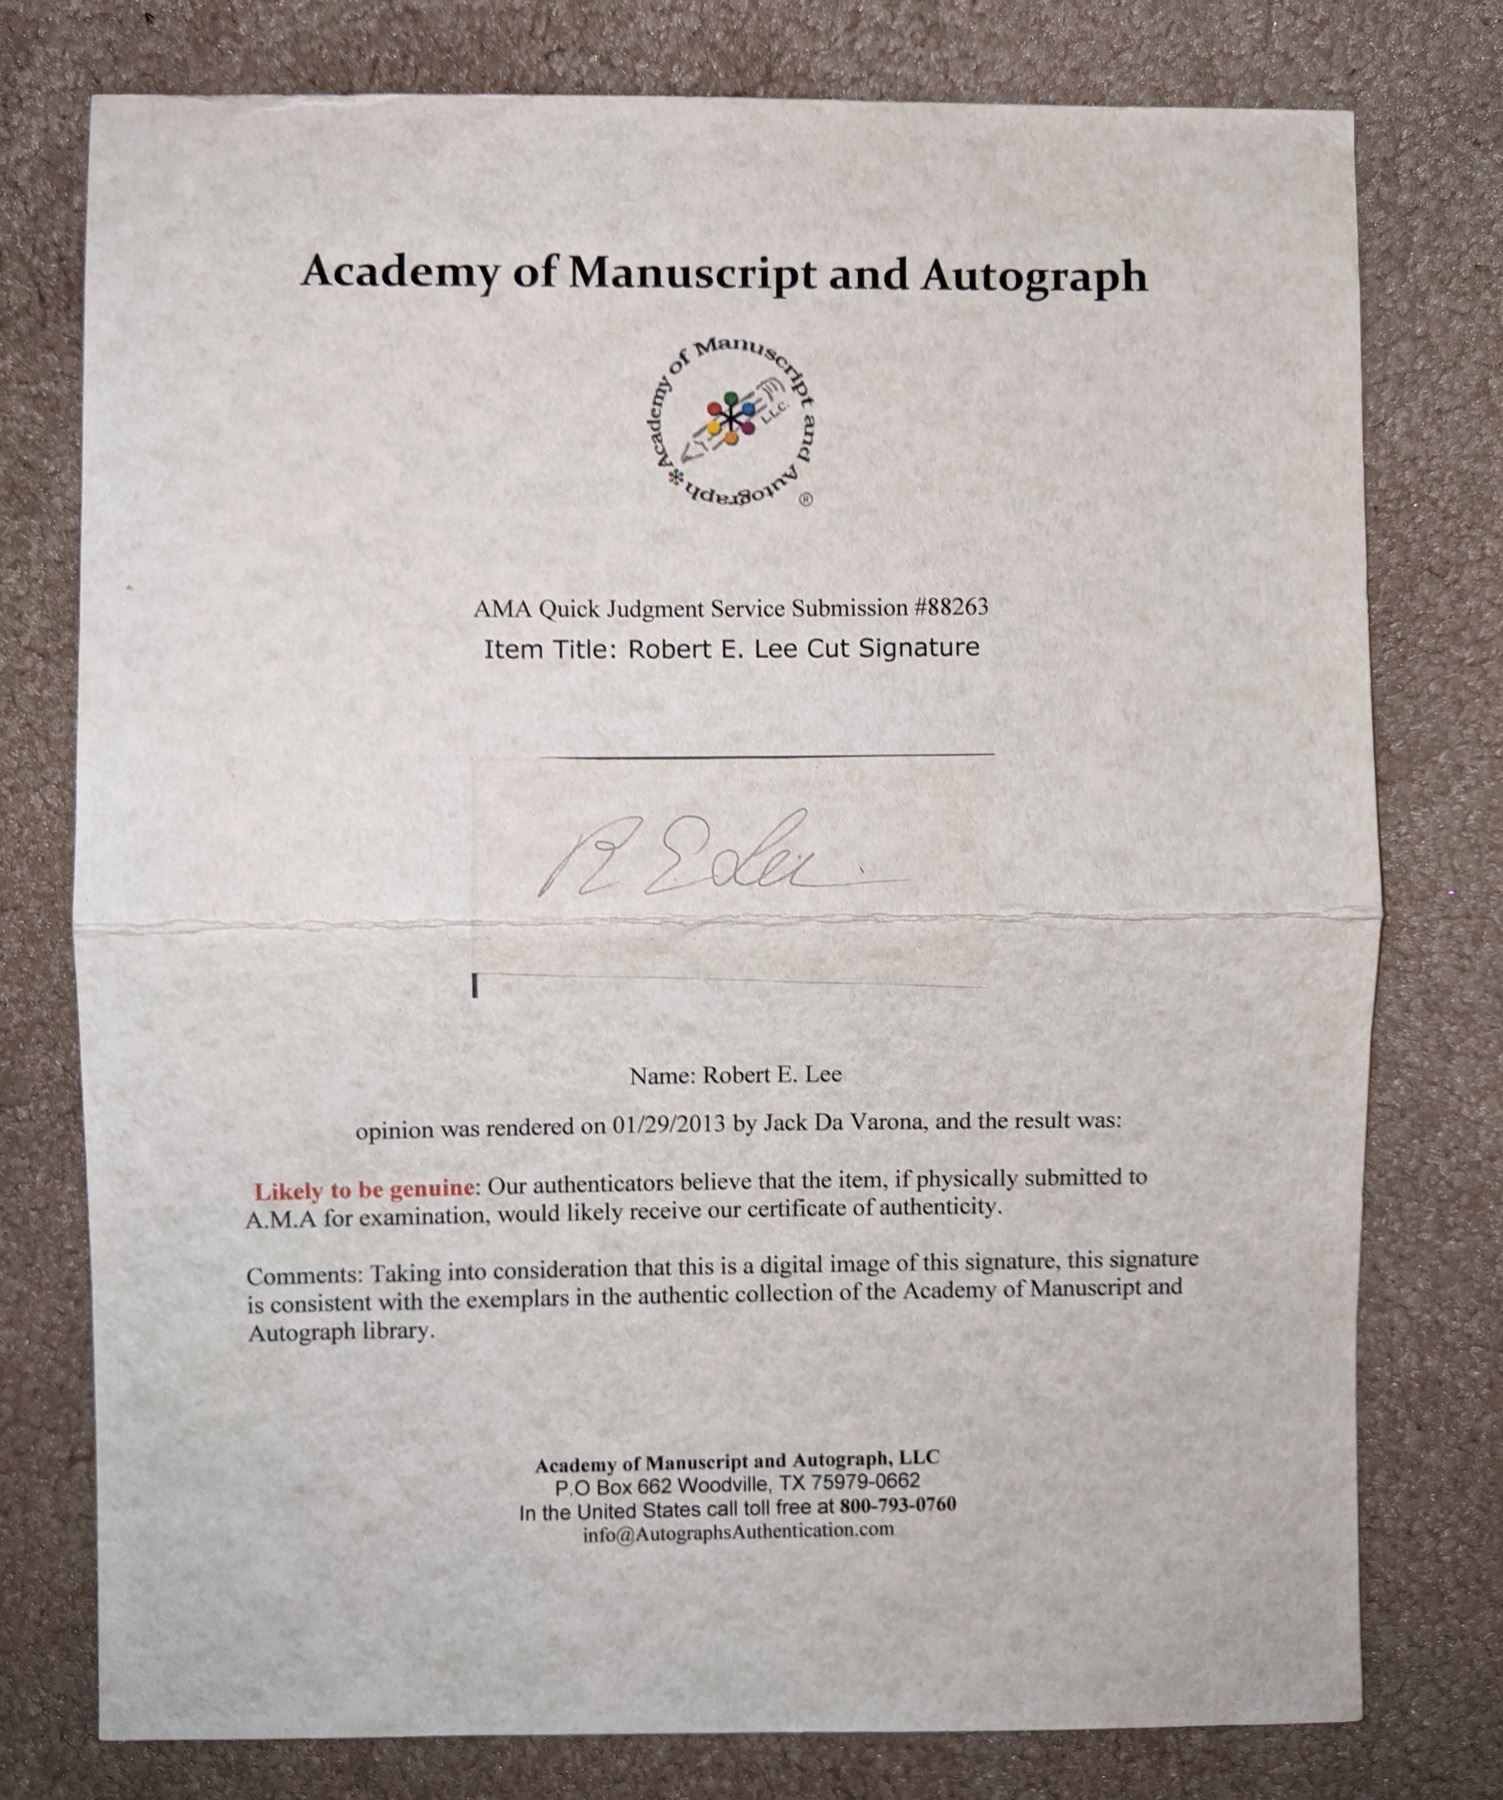 Academy of Manuscript and Autograph
Academy of Manuscript and Autograph
LLC.
®
AMA Quick Judgment Service Submission #88263
Item Title: Robert E. Lee Cut Signature
R E Lee.
Name: Robert E. Lee
opinion was rendered on 01/29/2013 by Jack Da Varona, and the result was:
Likely to be genuine: Our authenticators believe that the item, if physically submitted to
A.M.A for examination, would likely receive our certificate of authenticity.
Comments: Taking into consideration that this is a digital image of this signature, this signature
is consistent with the exemplars in the authentic collection of the Academy of Manuscript and
Autograph library.
Academy of Manuscript and Autograph, LLC
P.O Box 662 Woodville, TX 75979-0662
In the United States call toll free at 800-793-0760
info@AutographsAuthentication.com